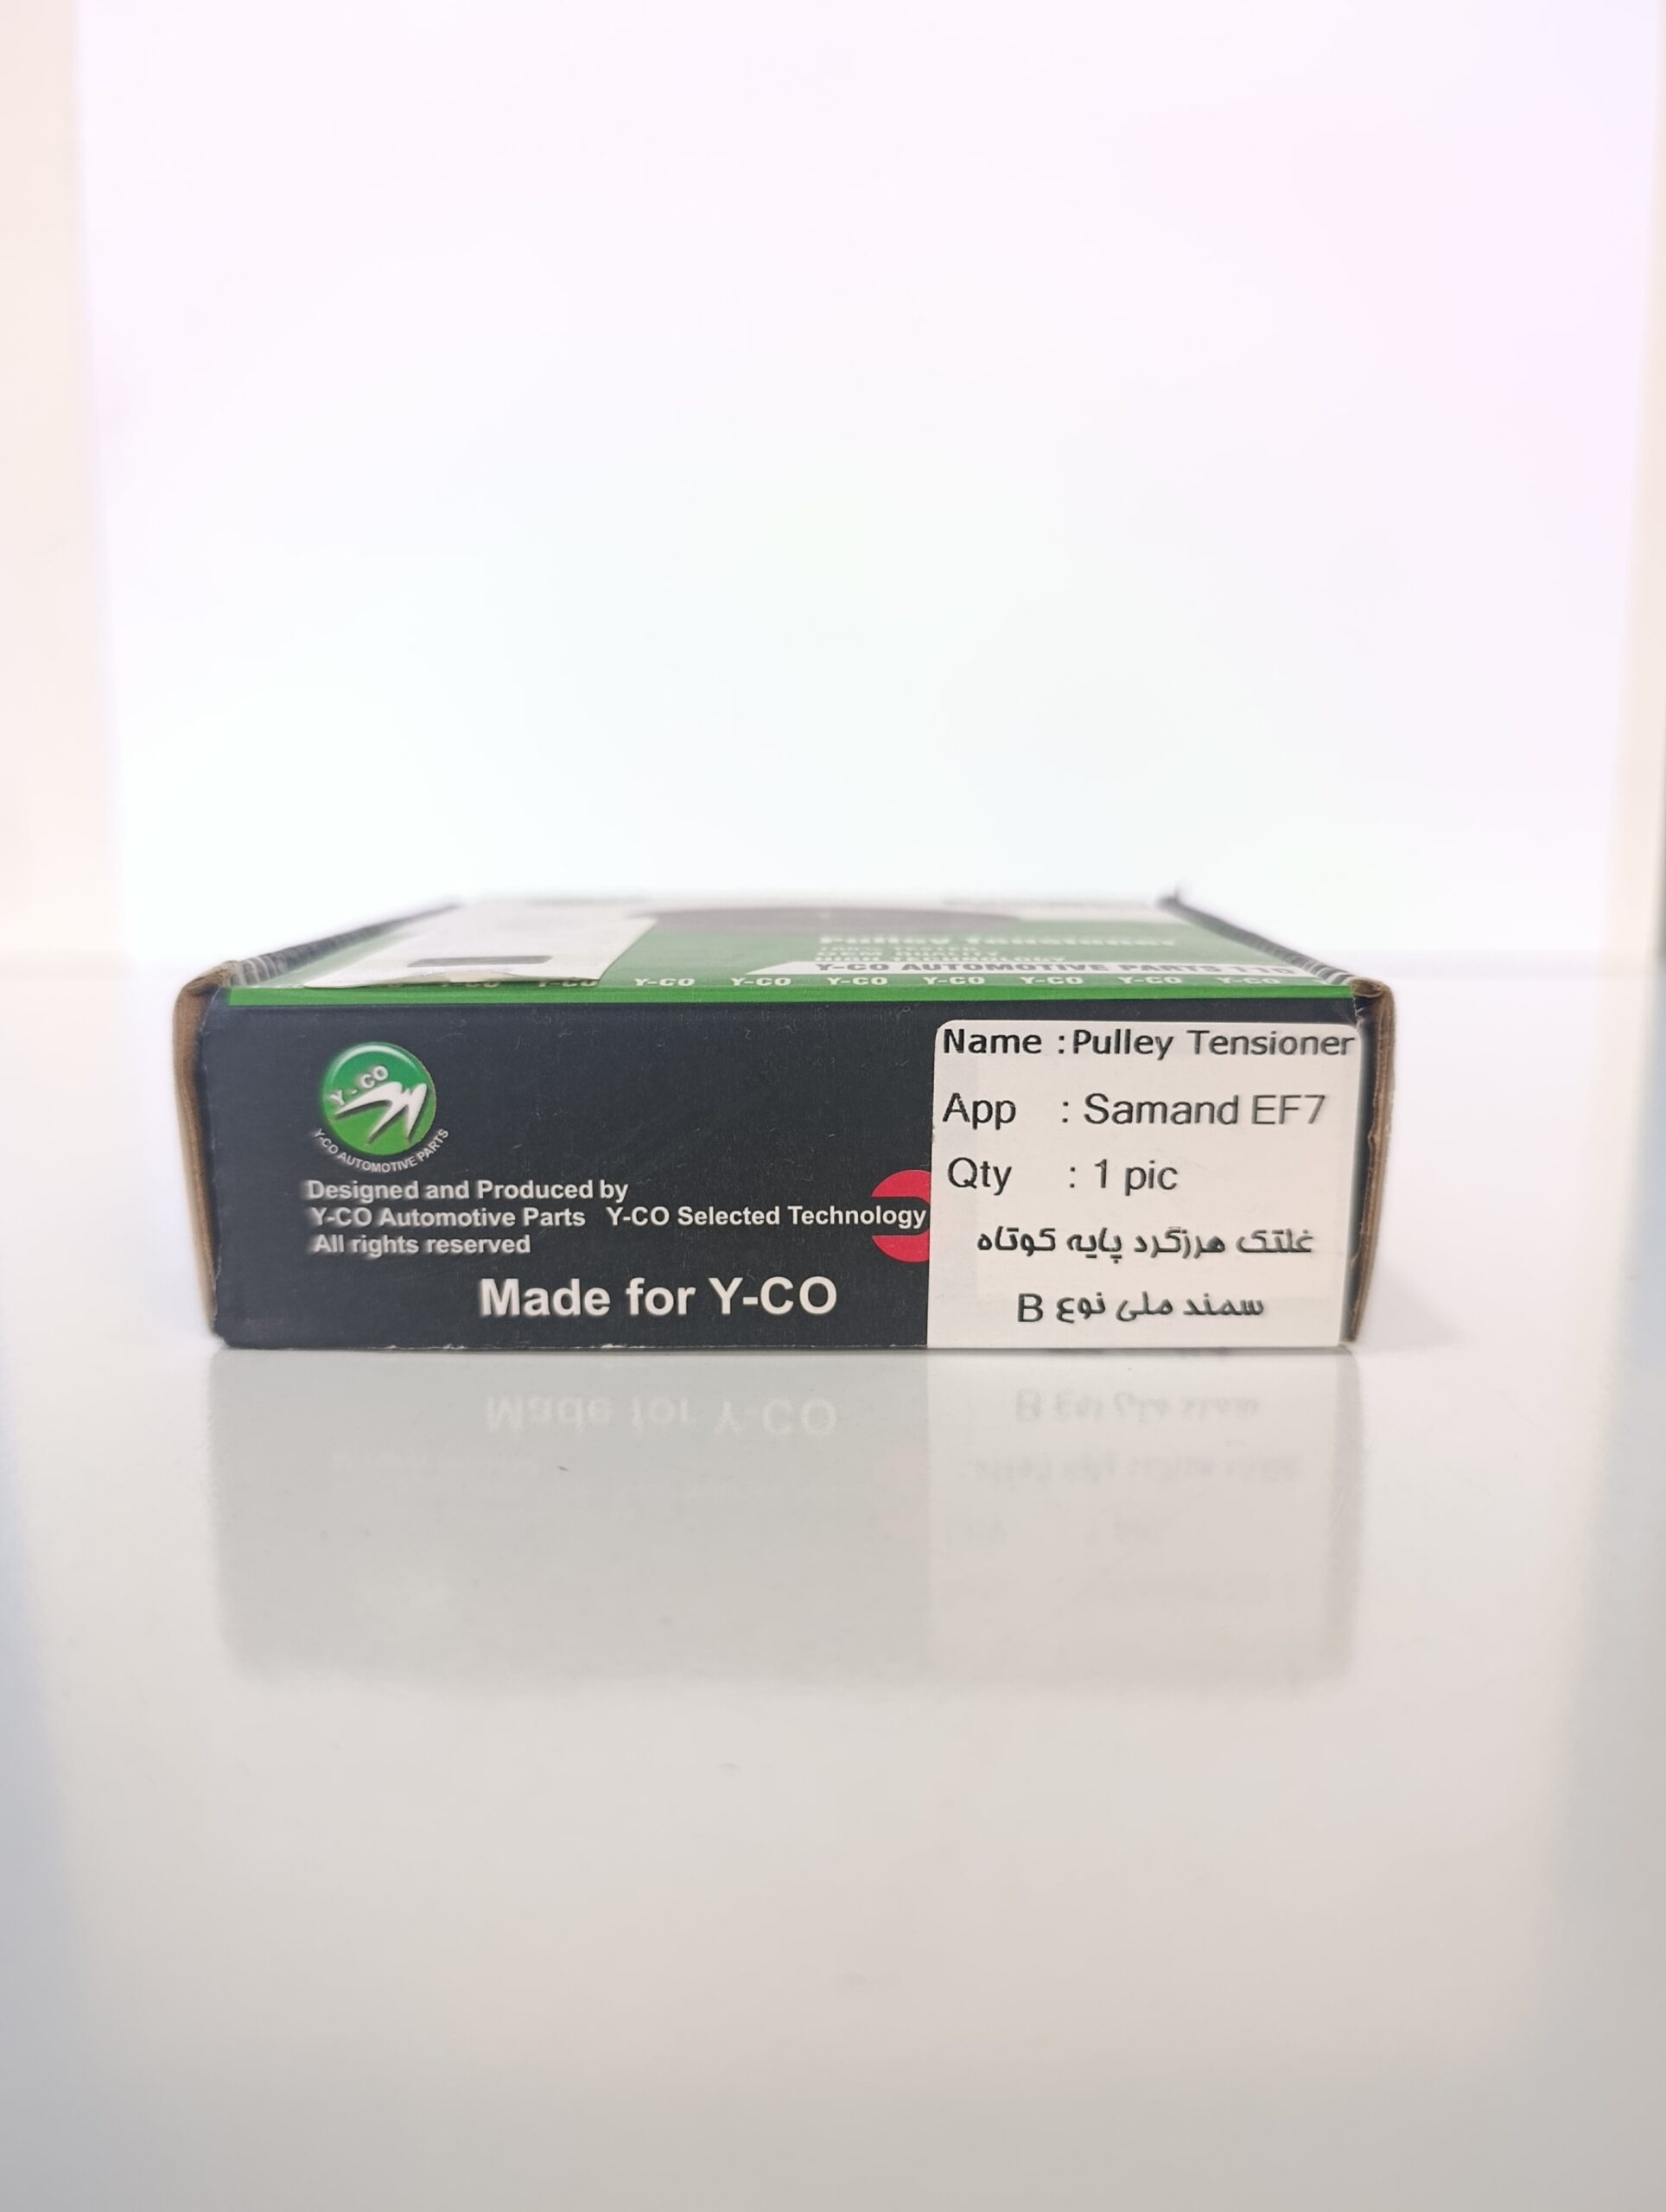 Pulley Tensioner
Y-CO AUTOMOTIVE PARTS 110
Y-CO Y-CO Y-CO Y-CO Y-CO Y-CO Y-CO Y-CO
Y-CO
Y-CO AUTOMOTIVE PARTS
Designed and Produced by
Y-CO Automotive Parts Y-CO Selected Technology
All rights reserved
Made for Y-CO
Name :Pulley Tensioner
App : Samand EF7
Qty : 1 pic
غلتک هرزگرد پایه کوتاه
سمند ملی نوع B